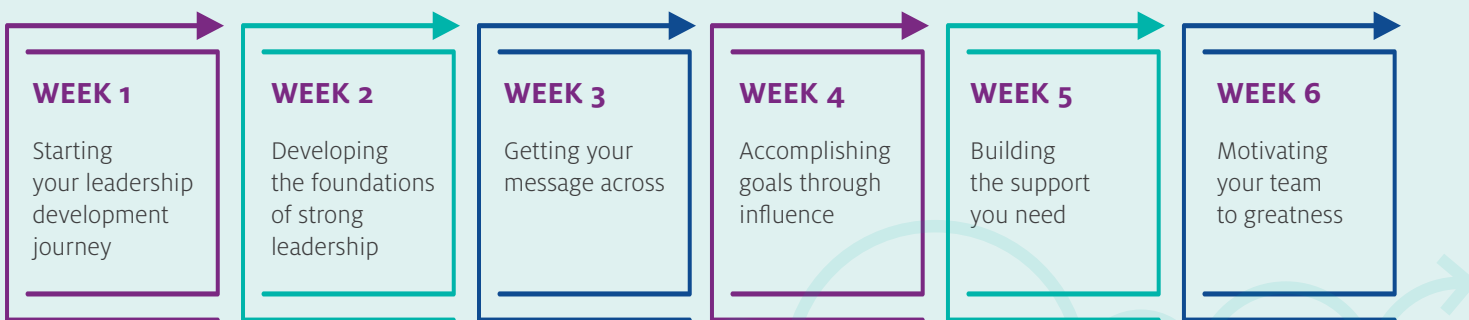 WEEK 1
Starting
your leadership
development
journey
WEEK 2
Developing
the foundations
of strong
leadership
WEEK 3
Getting your
message across
WEEK 4
Accomplishing
goals through
influence
WEEK 5
Building
the support
you need
WEEK 6
Motivating
your team
to greatness